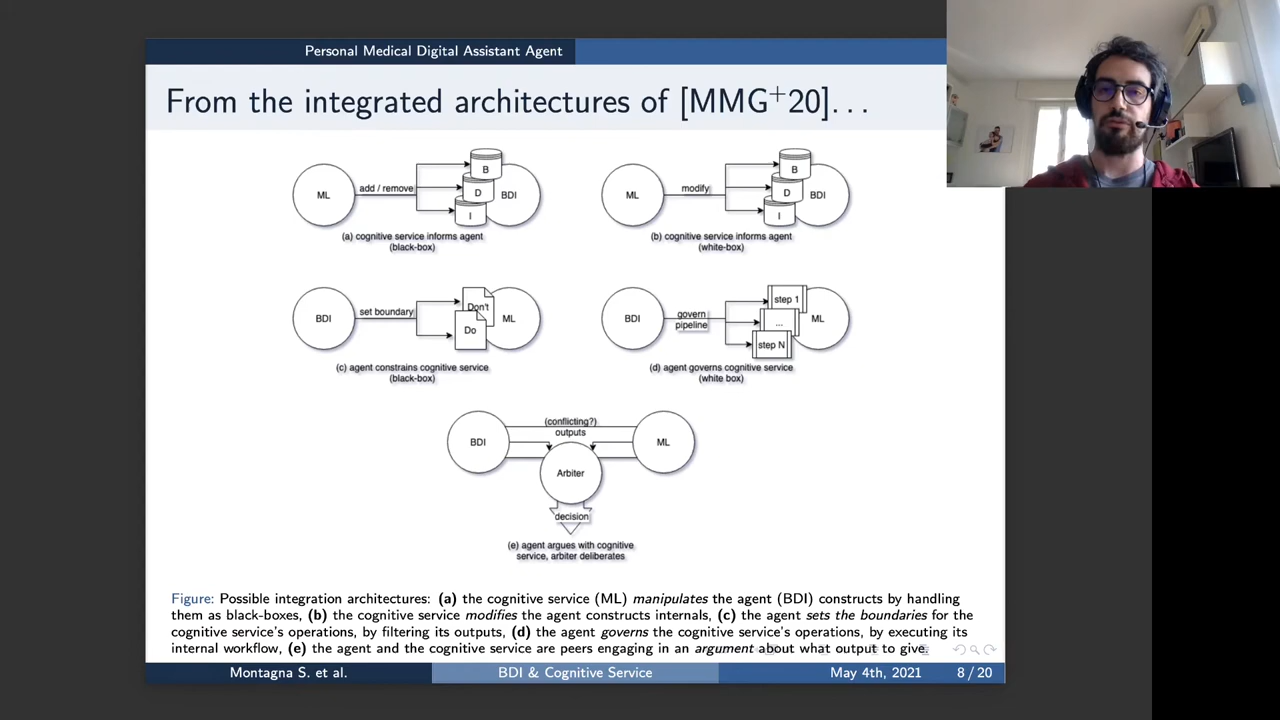 Personal Medical Digital Assistant Agent
From the integrated architectures of [MMG+20]...
ML
add / remove
B
D
I
BDI
(a) cognitive service informs agent
(black-box)
ML
modify
B
D
I
BDI
(b) cognitive service informs agent
(white-box)
BDI
set boundary
Don't
Do
ML
(c) agent constrains cognitive service
(black-box)
BDI
govern
pipeline
step 1
...
step N
ML
(d) agent governs cognitive service
(white box)
BDI
(conflicting?)
outputs
ML
Arbiter
decision
(e) agent argues with cognitive
service, arbiter deliberates
Figure: Possible integration architectures: (a) the cognitive service (ML) manipulates the agent (BDI) constructs by handling
them as black-boxes, (b) the cognitive service modifies the agent constructs internals, (c) the agent sets the boundaries for the
cognitive service's operations, by filtering its outputs, (d) the agent governs the cognitive service's operations, by executing its
internal workflow, (e) the agent and the cognitive service are peers engaging in an argument about what output to give.
Montagna S. et al. BDI & Cognitive Service May 4th, 2021 8 / 20